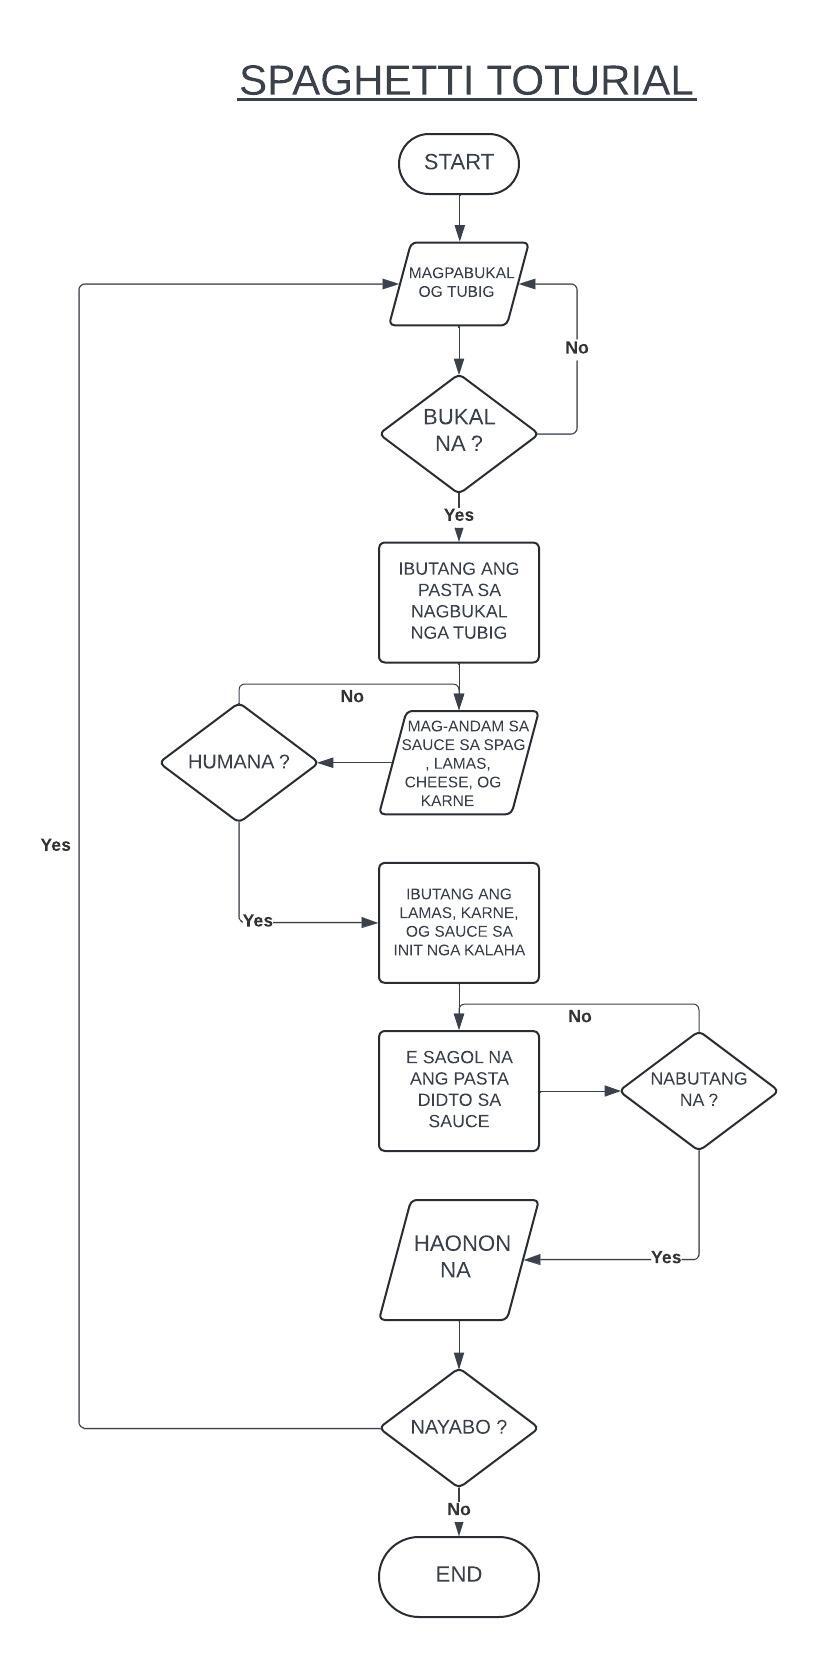 SPAGHETTI TOTURIAL
START
MAGPABUKAL
OG TUBIG
No
BUKAL
NA ?
Yes
IBUTANG ANG
PASTA SA
NAGBUKAL
NGA TUBIG
No
MAG-ANDAM SA
SAUCE SA SPAG
, LAMAS,
CHEESE, OG
KARNE
HUMANA ?
Yes
Yes
IBUTANG ANG
LAMAS, KARNE,
OG SAUCE SA
INIT NGA KALAHA
No
E SAGOL NA
ANG PASTA
DIDTO SA
SAUCE
NABUTANG
NA ?
Yes
HAONON
NA
NAYABO ?
No
END